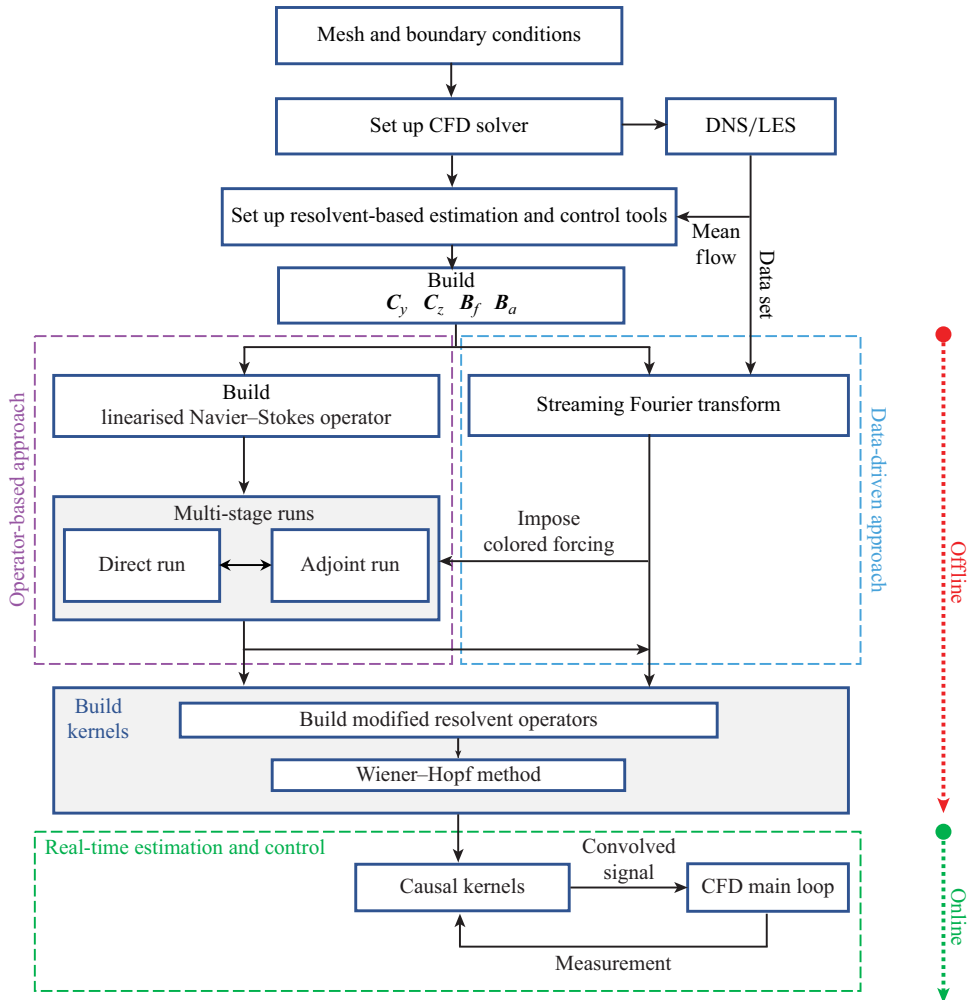 Mesh and boundary conditions
Set up CFD solver
DNS/LES
Set up resolvent-based estimation and control tools
Mean
flow
Data set
Build
C_y C_z B_f B_a
Operator-based approach
Build
linearised Navier–Stokes operator
Streaming Fourier transform
Data-driven approach
Multi-stage runs
Direct run
Adjoint run
Impose
colored forcing
Offline
Build
kernels
Build modified resolvent operators
Wiener–Hopf method
Real-time estimation and control
Causal kernels
Convolved
signal
CFD main loop
Measurement
Online